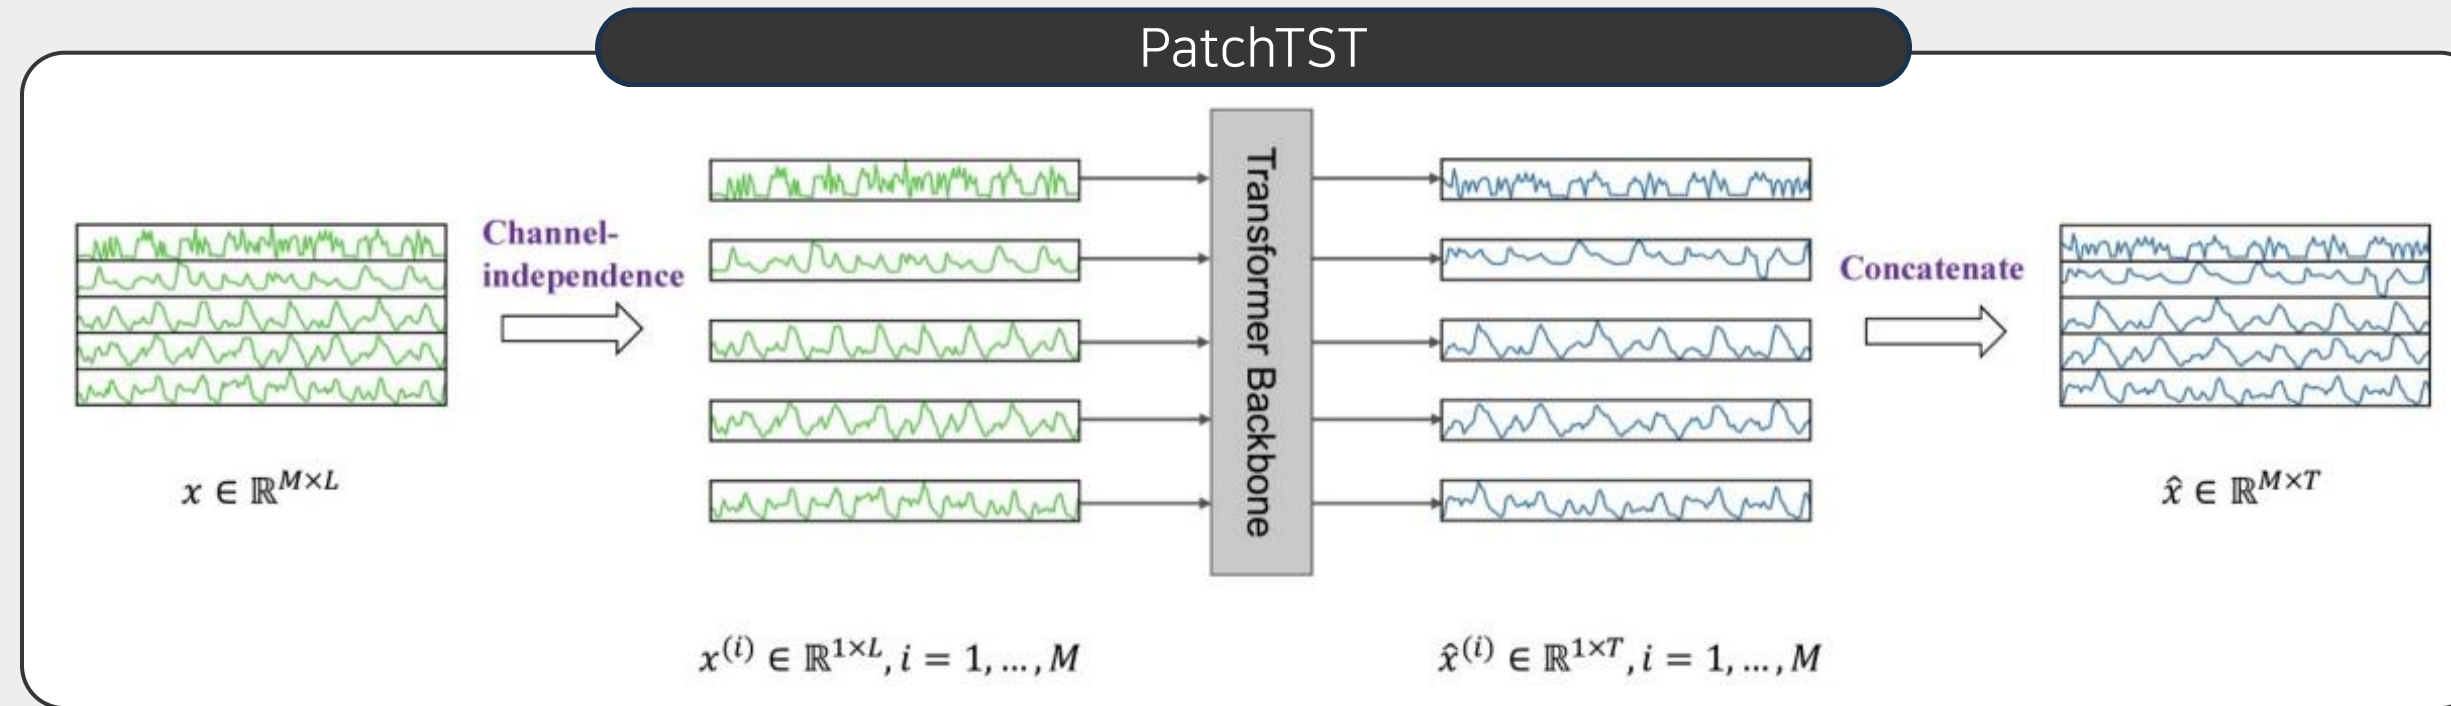 PatchTST
Channel-
independence
Transformer Backbone
Concatenate
x ∈ ℝ^{M×L}
x̂ ∈ ℝ^{M×T}
x^{(i)} ∈ ℝ^{1×L}, i = 1, ..., M
x̂^{(i)} ∈ ℝ^{1×T}, i = 1, ..., M